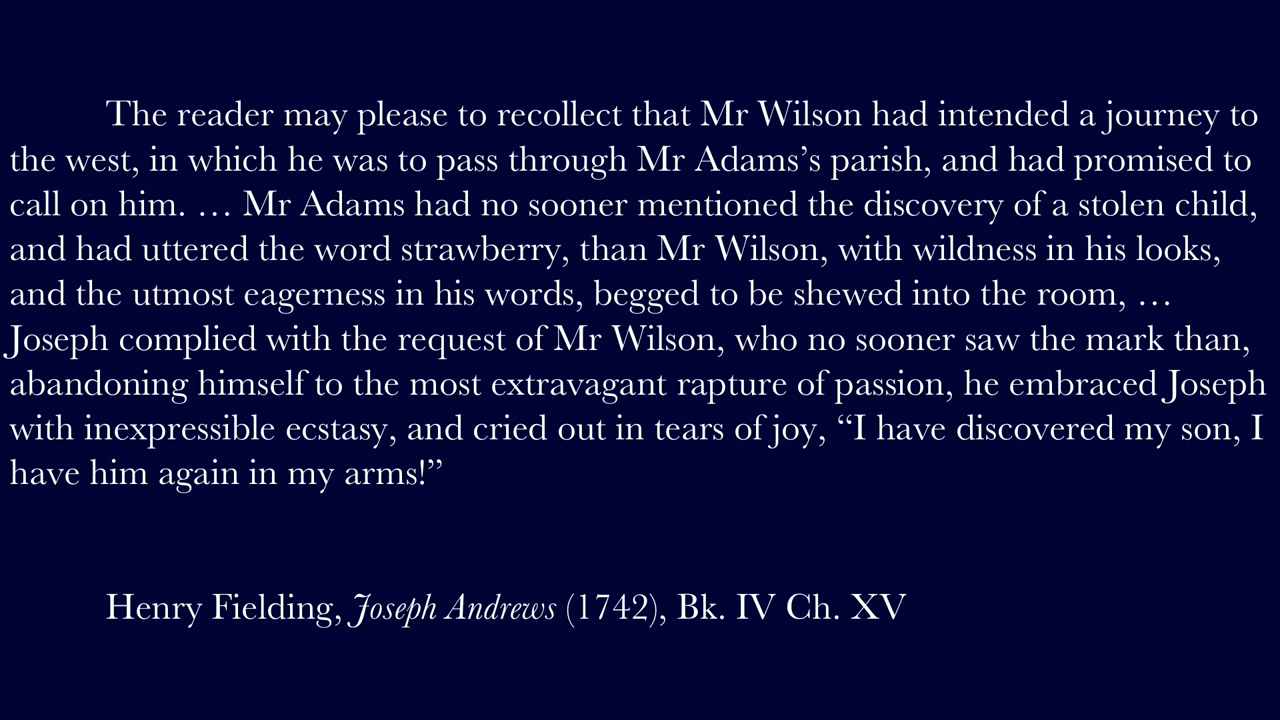 The reader may please to recollect that Mr Wilson had intended a journey to
the west, in which he was to pass through Mr Adams’s parish, and had promised to
call on him. … Mr Adams had no sooner mentioned the discovery of a stolen child,
and had uttered the word strawberry, than Mr Wilson, with wildness in his looks,
and the utmost eagerness in his words, begged to be shewed into the room, …
Joseph complied with the request of Mr Wilson, who no sooner saw the mark than,
abandoning himself to the most extravagant rapture of passion, he embraced Joseph
with inexpressible ecstasy, and cried out in tears of joy, “I have discovered my son, I
have him again in my arms!”
Henry Fielding, Joseph Andrews (1742), Bk. IV Ch. XV